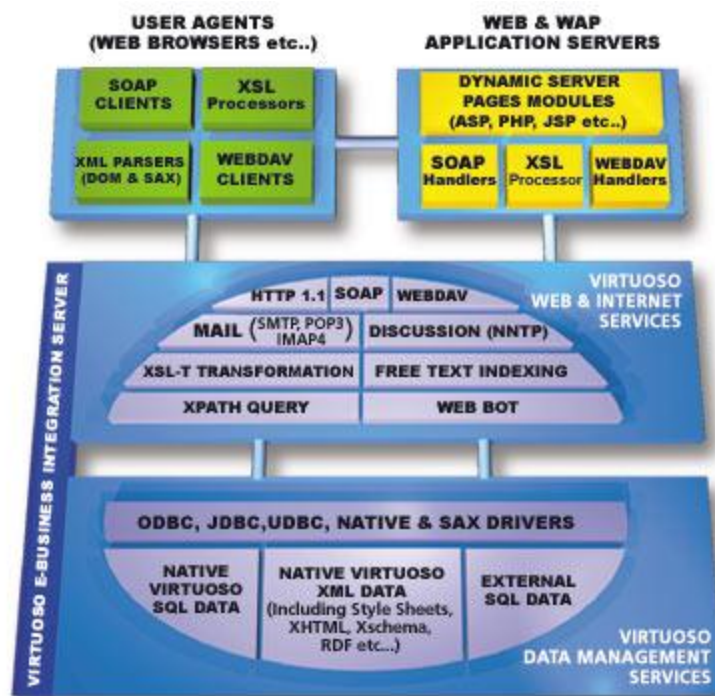 USER AGENTS
(WEB BROWSERS etc..)
WEB & WAP
APPLICATION SERVERS
SOAP
CLIENTS
XSL
Processors
XML PARSERS
(DOM & SAX)
WEBDAV
CLIENTS
DYNAMIC SERVER
PAGES MODULES
(ASP, PHP, JSP etc..)
SOAP
Handlers
XSL
Processor
WEBDAV
Handlers
VIRTUOSO E-BUSINESS INTEGRATION SERVER
VIRTUOSO
WEB & INTERNET
SERVICES
HTTP 1.1
SOAP
WEBDAV
MAIL (SMTP, POP3
IMAP4)
DISCUSSION (NNTP)
XSL-T TRANSFORMATION
FREE TEXT INDEXING
XPATH QUERY
WEB BOT
ODBC, JDBC,UDBC, NATIVE & SAX DRIVERS
NATIVE
VIRTUOSO
SQL DATA
NATIVE VIRTUOSO
XML DATA
(Including Style Sheets,
XHTML, Xschema,
RDF etc...)
EXTERNAL
SQL DATA
VIRTUOSO
DATA MANAGEMENT
SERVICES